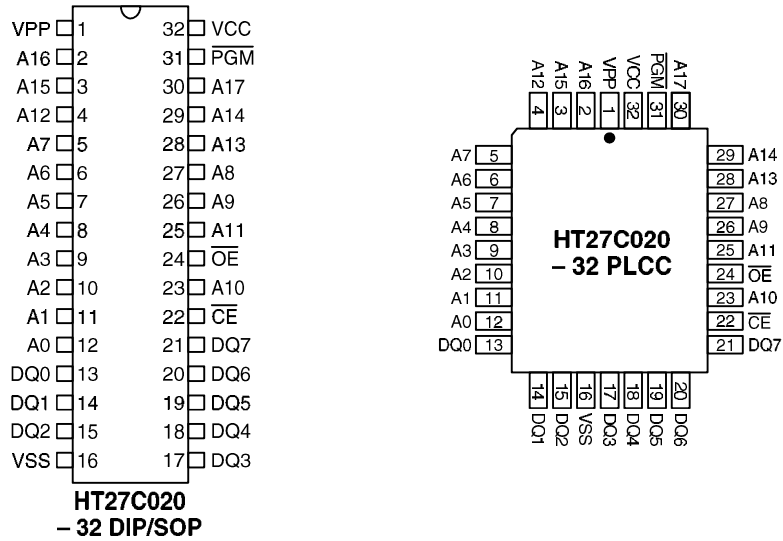 VPP 1 32 VCC
A16 2 31 PGM
A15 3 30 A17
A12 4 29 A14
A7 5 28 A13
A6 6 27 A8
A5 7 26 A9
A4 8 25 A11
A3 9 24 OE
A2 10 23 A10
A1 11 22 CE
A0 12 21 DQ7
DQ0 13 20 DQ6
DQ1 14 19 DQ5
DQ2 15 18 DQ4
VSS 16 17 DQ3
HT27C020
– 32 DIP/SOP
A12 A15 A16 VPP VCC PGM A17
4 3 2 1 32 31 30
A7 5 29 A14
A6 6 28 A13
A5 7 27 A8
A4 8 26 A9
A3 9 25 A11
A2 10 24 OE
A1 11 23 A10
A0 12 22 CE
DQ0 13 21 DQ7
HT27C020
– 32 PLCC
14 15 16 17 18 19 20
DQ1 DQ2 VSS DQ3 DQ4 DQ5 DQ6